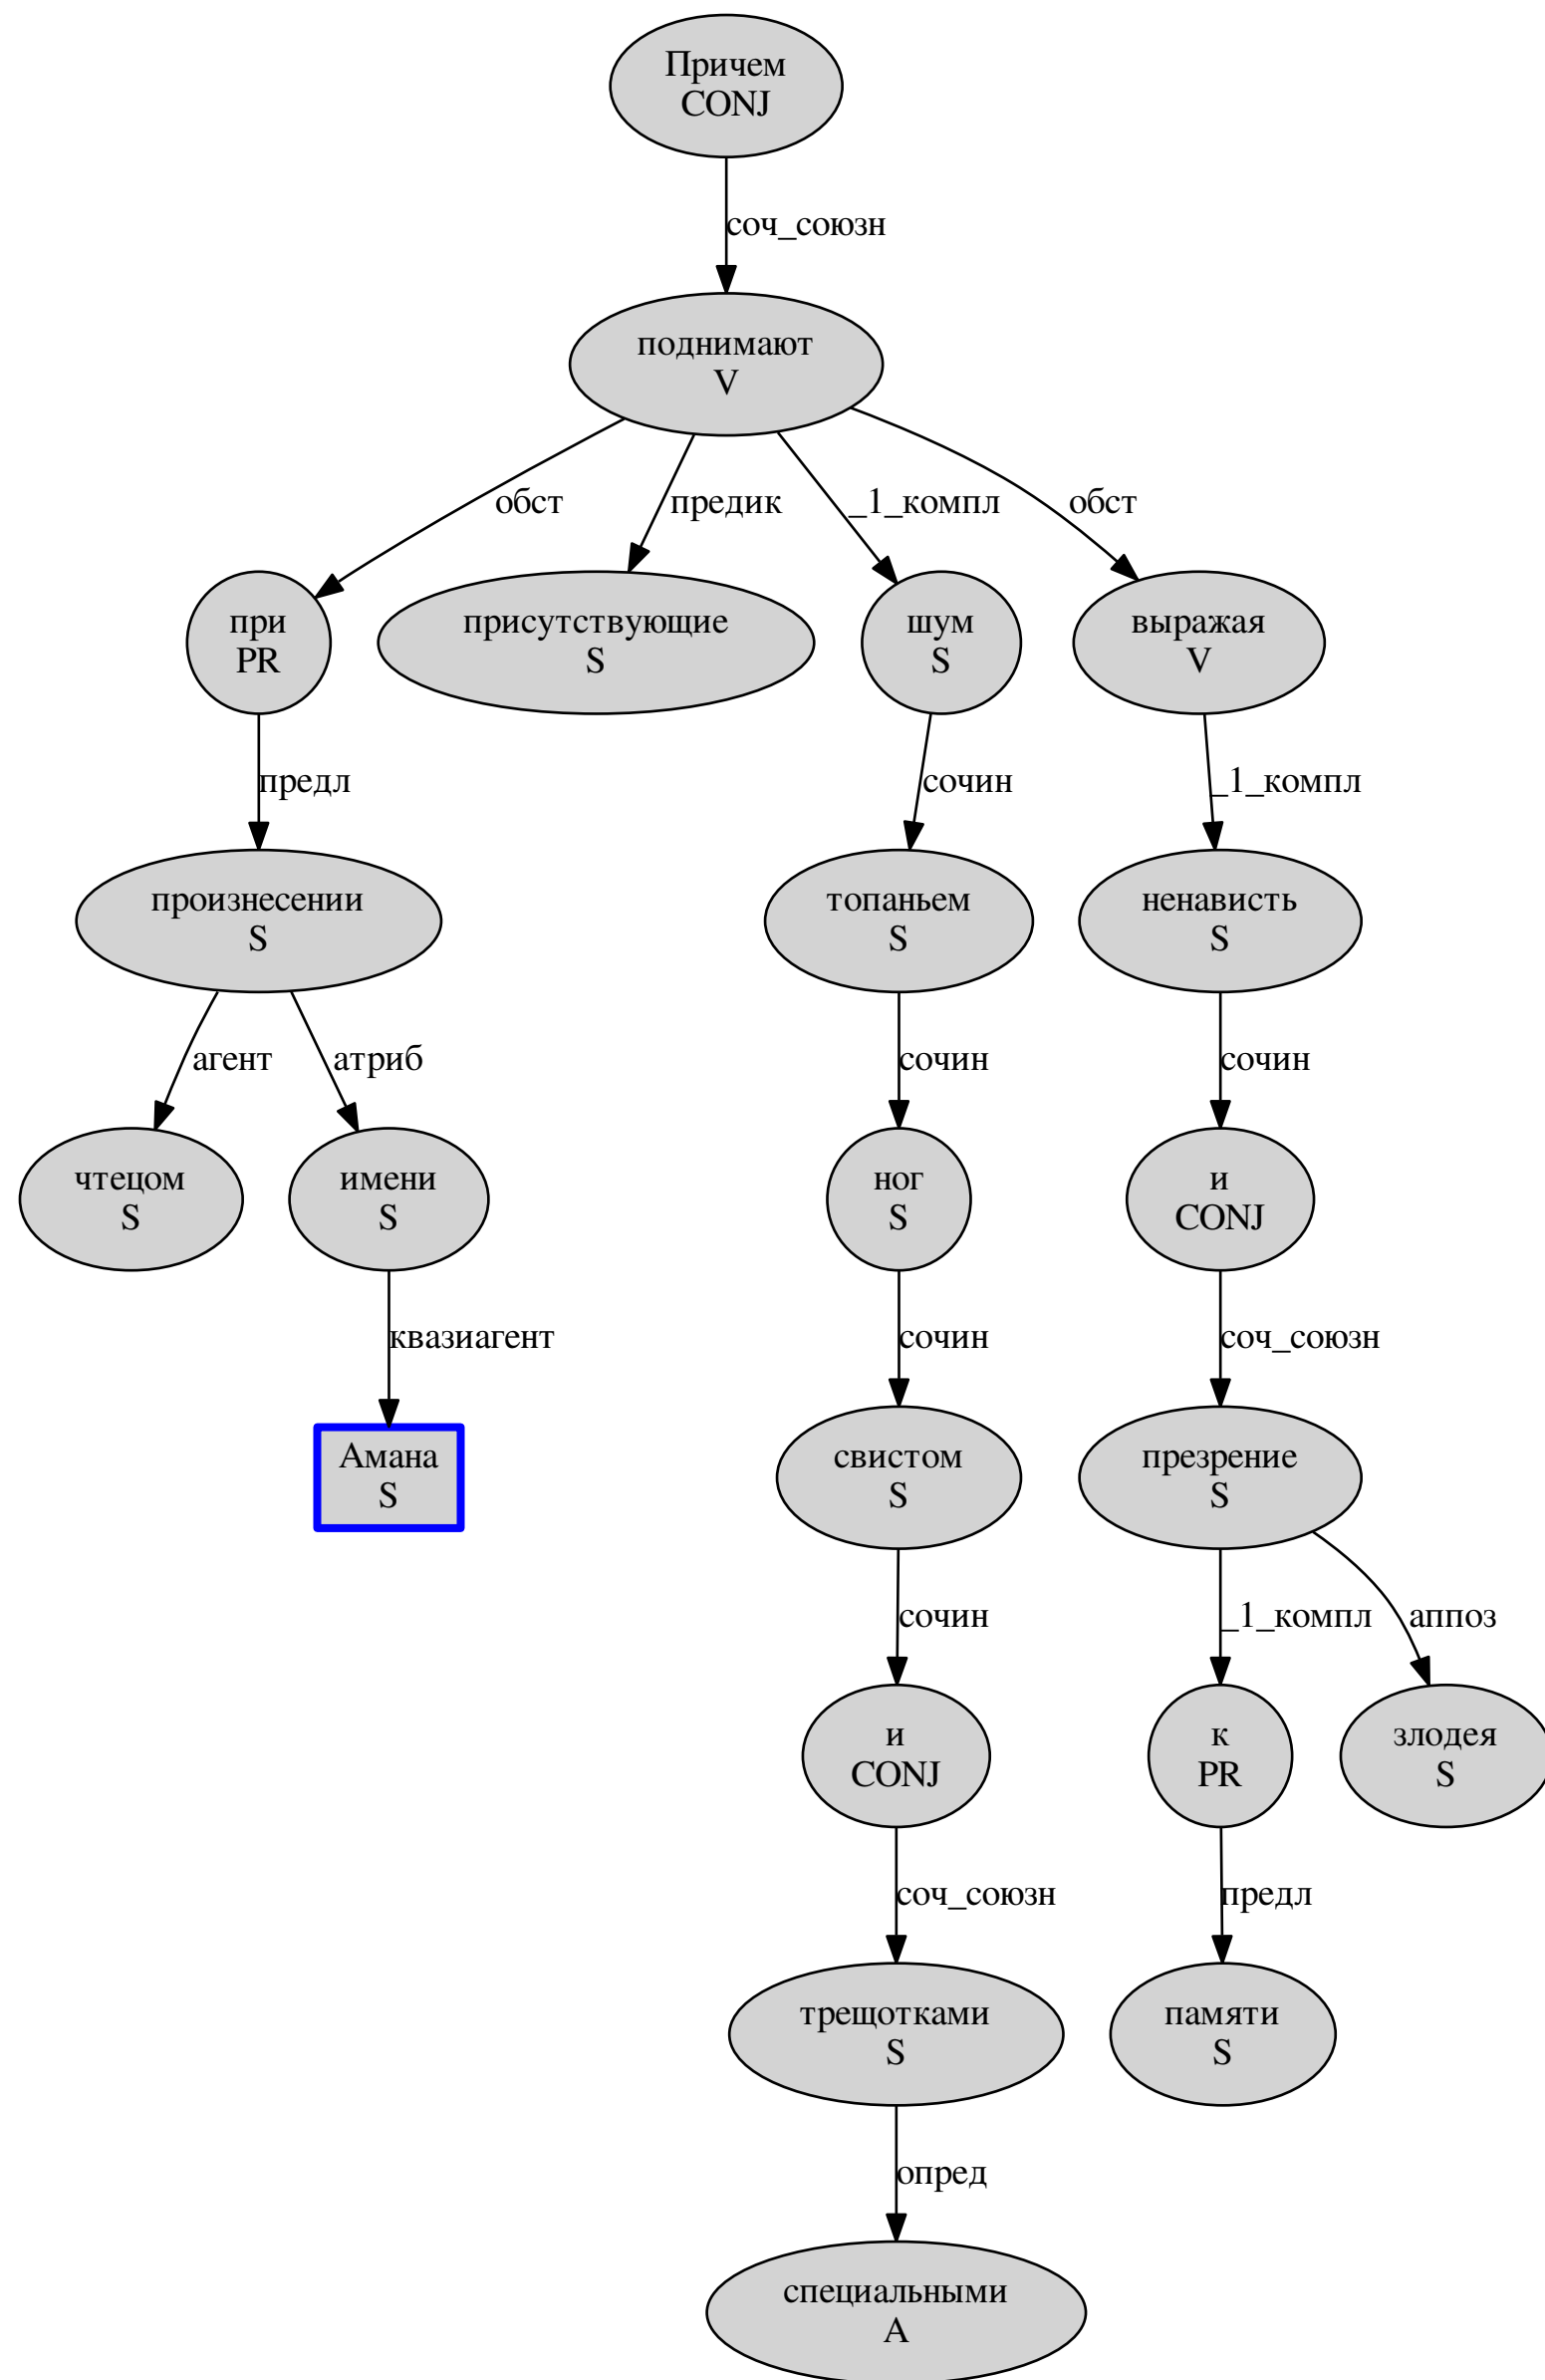 Причем
CONJ
соч_союзн
поднимают
V
обст
предик
_1_компл
обст
при
PR
присутствующие
S
шум
S
выражая
V
предл
сочин
_1_компл
произнесении
S
топаньем
S
ненависть
S
агент
атриб
сочин
сочин
чтецом
S
имени
S
ног
S
и
CONJ
квазиагент
сочин
соч_союзн
Амана
S
свистом
S
презрение
S
сочин
_1_компл
аппоз
и
CONJ
к
PR
злодея
S
соч_союзн
предл
трещотками
S
памяти
S
опред
специальными
A